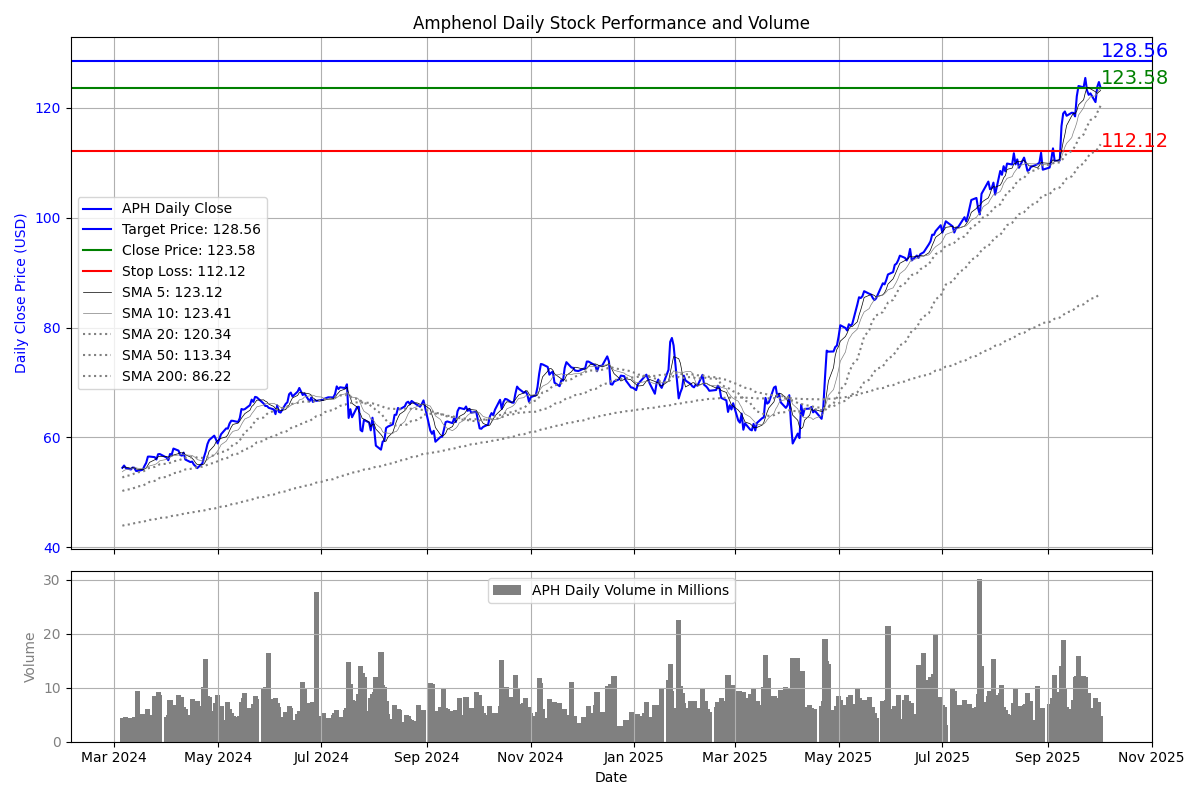 Amphenol Daily Stock Performance and Volume
128.56
123.58
112.12
120
100
80
60
40
Daily Close Price (USD)
APH Daily Close
Target Price: 128.56
Close Price: 123.58
Stop Loss: 112.12
SMA 5: 123.12
SMA 10: 123.41
SMA 20: 120.34
SMA 50: 113.34
SMA 200: 86.22
30
20
10
0
Volume
APH Daily Volume in Millions
Mar 2024 May 2024 Jul 2024 Sep 2024 Nov 2024 Jan 2025 Mar 2025 May 2025 Jul 2025 Sep 2025 Nov 2025
Date